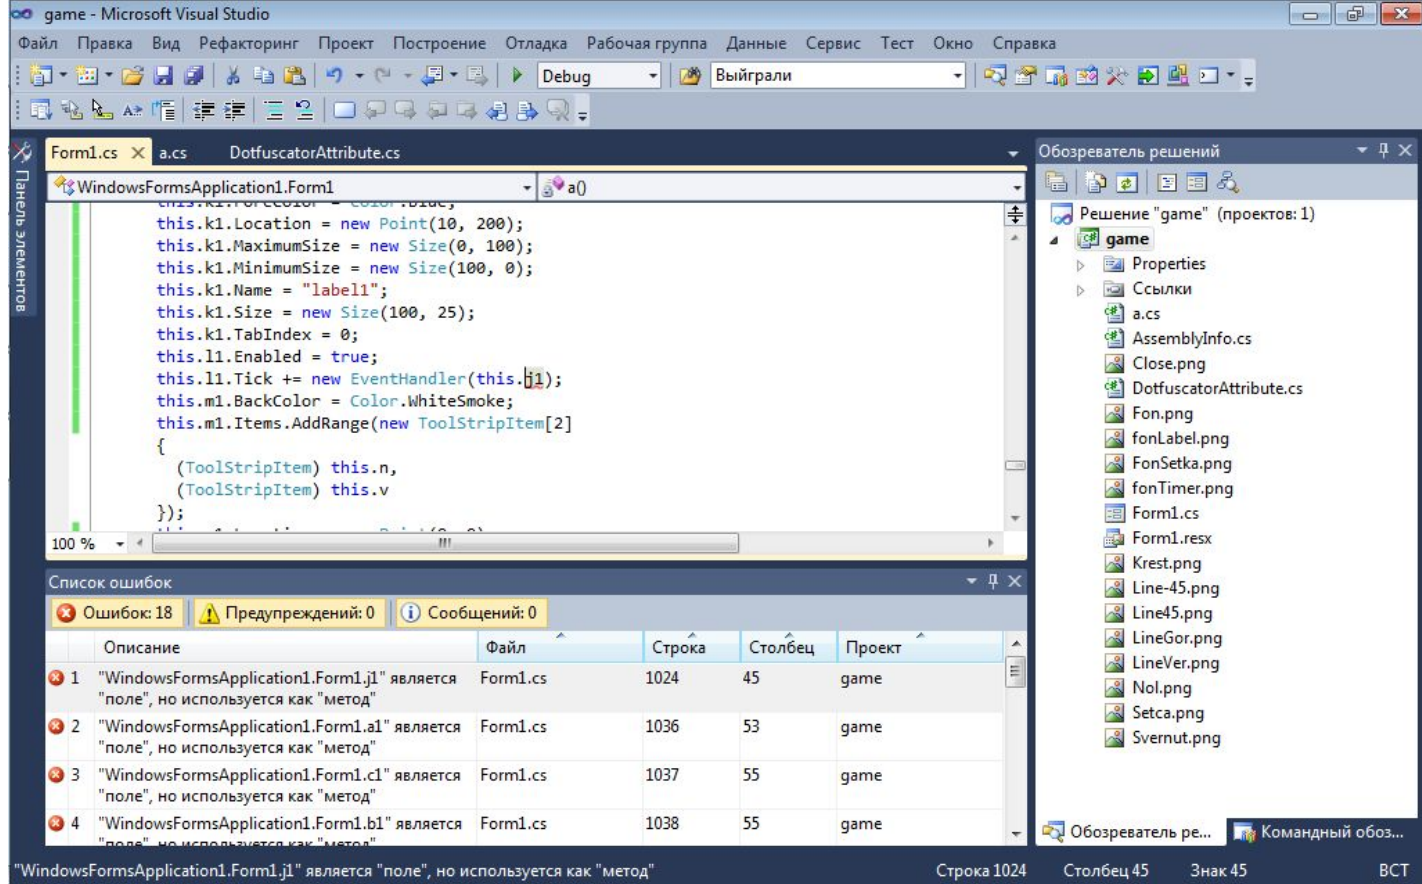 game - Microsoft Visual Studio
Файл Правка Вид Рефакторинг Проект Построение Отладка Рабочая группа Данные Сервис Тест Окно Справка
Debug Выйграли
Form1.cs a.cs DotfuscatorAttribute.cs
Панель элементов
WindowsFormsApplication1.Form1 a()
this.k1.Location = new Point(10, 200);
this.k1.MaximumSize = new Size(0, 100);
this.k1.MinimumSize = new Size(100, 0);
this.k1.Name = "label1";
this.k1.Size = new Size(100, 25);
this.k1.TabIndex = 0;
this.l1.Enabled = true;
this.l1.Tick += new EventHandler(this.j1);
this.m1.BackColor = Color.WhiteSmoke;
this.m1.Items.AddRange(new ToolStripItem[2]
{
(ToolStripItem) this.n,
(ToolStripItem) this.v
});
100 %
Список ошибок
Ошибок: 18 Предупреждений: 0 Сообщений: 0
Описание Файл Строка Столбец Проект
1 "WindowsFormsApplication1.Form1.j1" является Form1.cs 1024 45 game
"поле", но используется как "метод"
2 "WindowsFormsApplication1.Form1.a1" является Form1.cs 1036 53 game
"поле", но используется как "метод"
3 "WindowsFormsApplication1.Form1.c1" является Form1.cs 1037 55 game
"поле", но используется как "метод"
4 "WindowsFormsApplication1.Form1.b1" является Form1.cs 1038 55 game
"поле", но используется как "метод"
Обозреватель решений
Решение "game" (проектов: 1)
game
Properties
Ссылки
a.cs
AssemblyInfo.cs
Close.png
DotfuscatorAttribute.cs
Fon.png
fonLabel.png
FonSetka.png
fonTimer.png
Form1.cs
Form1.resx
Krest.png
Line-45.png
Line45.png
LineGor.png
LineVer.png
Nol.png
Setca.png
Svernut.png
Обозреватель ре... Командный обоз...
"WindowsFormsApplication1.Form1.j1" является "поле", но используется как "метод" Строка 1024 Столбец 45 Знак 45 ВСТ